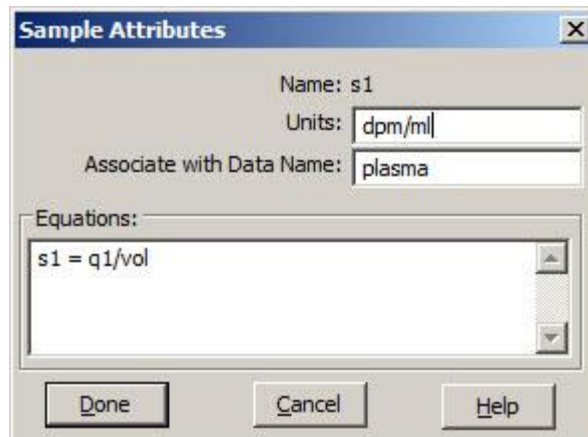 Sample Attributes
Name: s1
Units: dpm/ml
Associate with Data Name: plasma
Equations:
s1 = q1/vol
Done Cancel Help